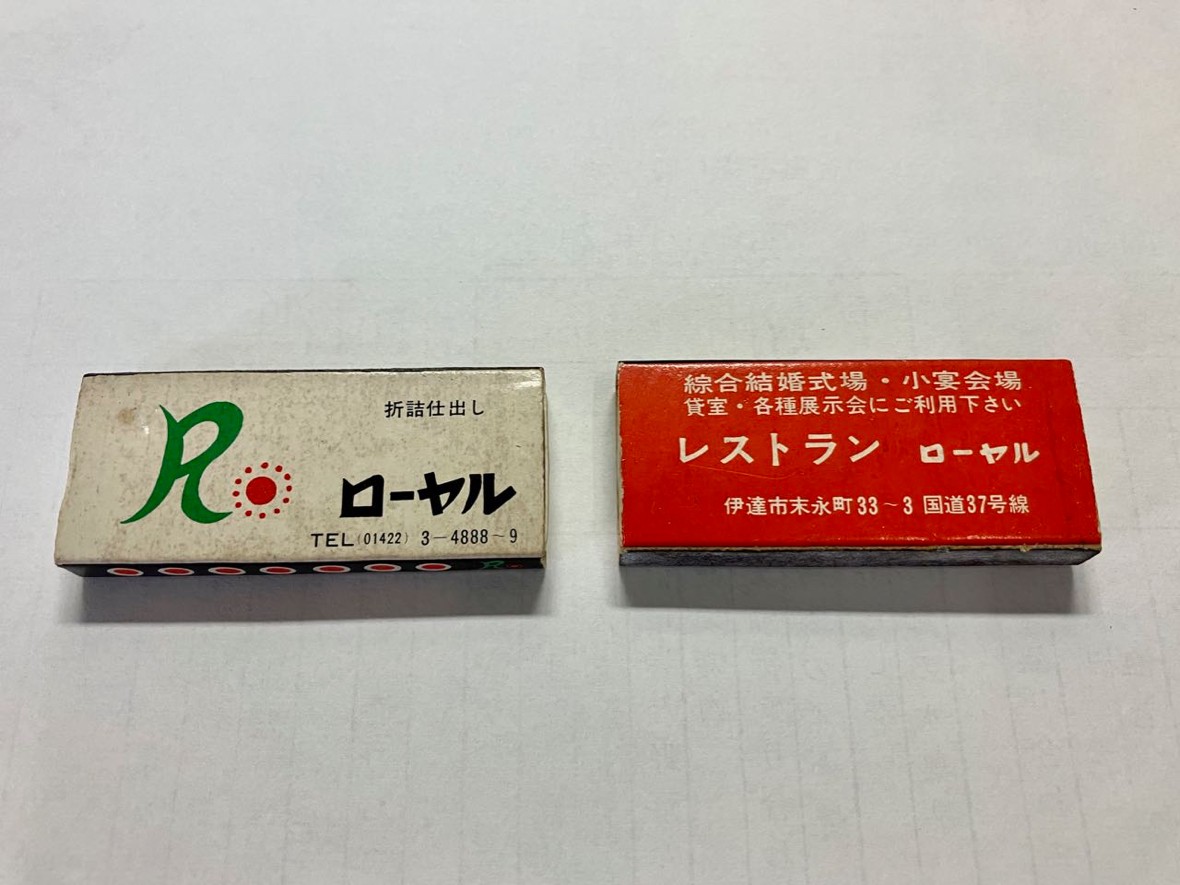 R
折詰仕出し
ローヤル
TEL(01422) 3-4888~9
R
綜合結婚式場・小宴会場
貸室・各種展示会にご利用下さい
レストラン ローヤル
伊達市末永町33~3 国道37号線